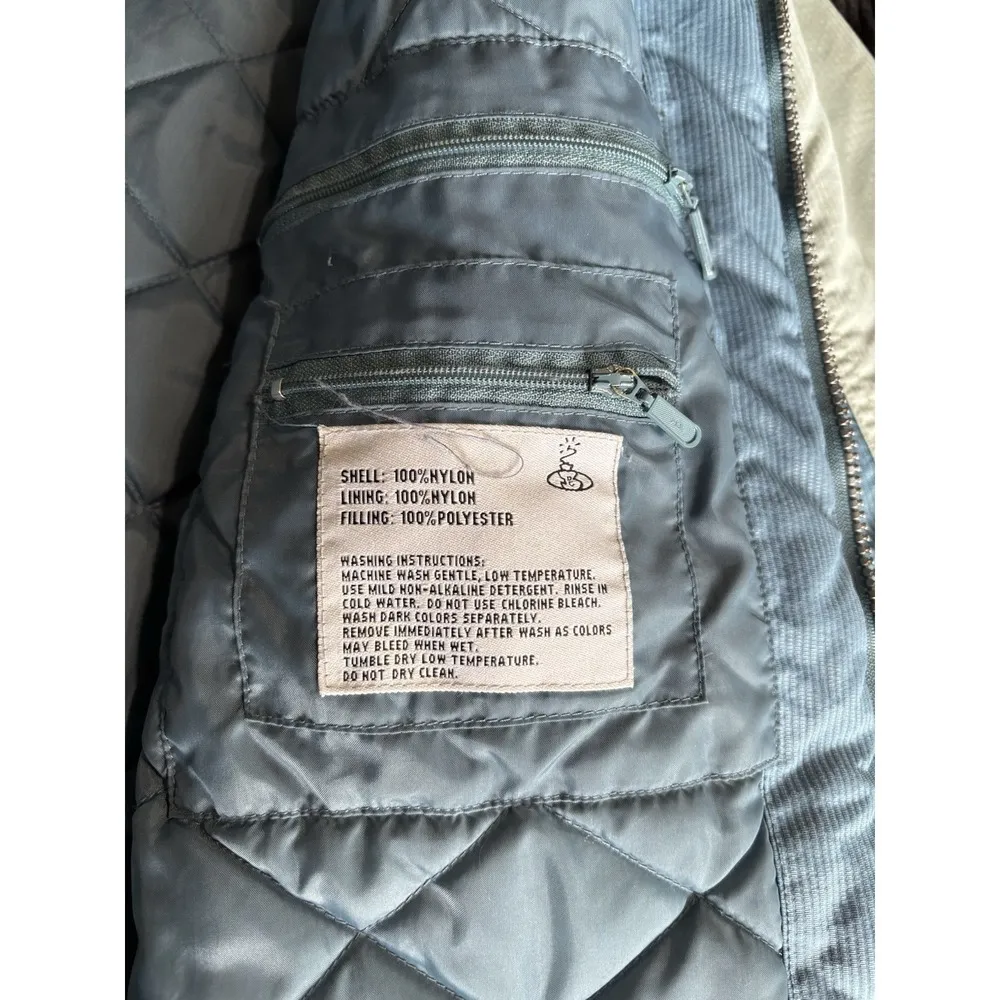 SHELL: 100%NYLON
LINING: 100%NYLON
FILLING: 100%POLYESTER
WASHING INSTRUCTIONS:
MACHINE WASH GENTLE, LOW TEMPERATURE.
USE MILD NON-ALKALINE DETERGENT. RINSE IN
COLD WATER. DO NOT USE CHLORINE BLEACH.
WASH DARK COLORS SEPARATELY.
REMOVE IMMEDIATELY AFTER WASH AS COLORS
MAY BLEED WHEN WET.
TUMBLE DRY LOW TEMPERATURE.
DO NOT DRY CLEAN.